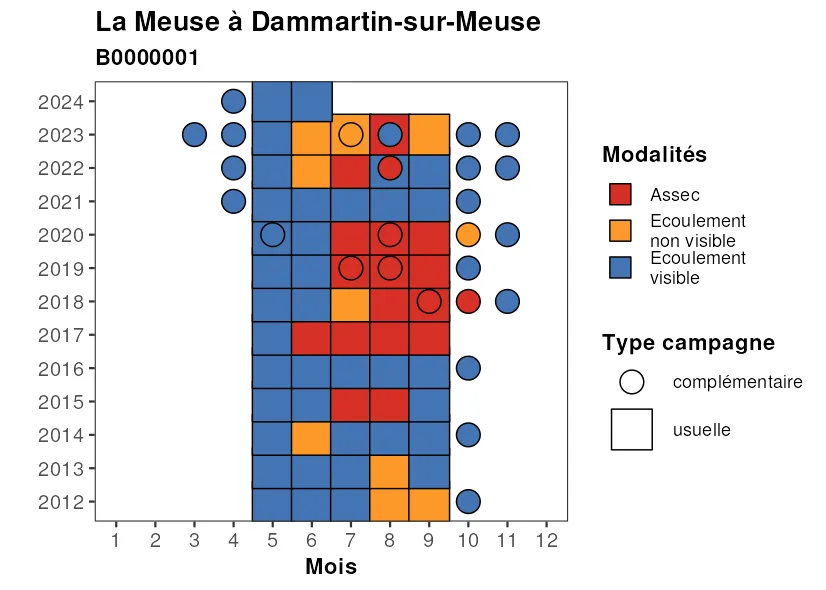 La Meuse à Dammartin-sur-Meuse
B0000001
2024
2023
2022
2021
2020
2019
2018
2017
2016
2015
2014
2013
2012
1 2 3 4 5 6 7 8 9 10 11 12
Mois
Modalités
Assec
Ecoulement
non visible
Ecoulement
visible
Type campagne
complémentaire
usuelle